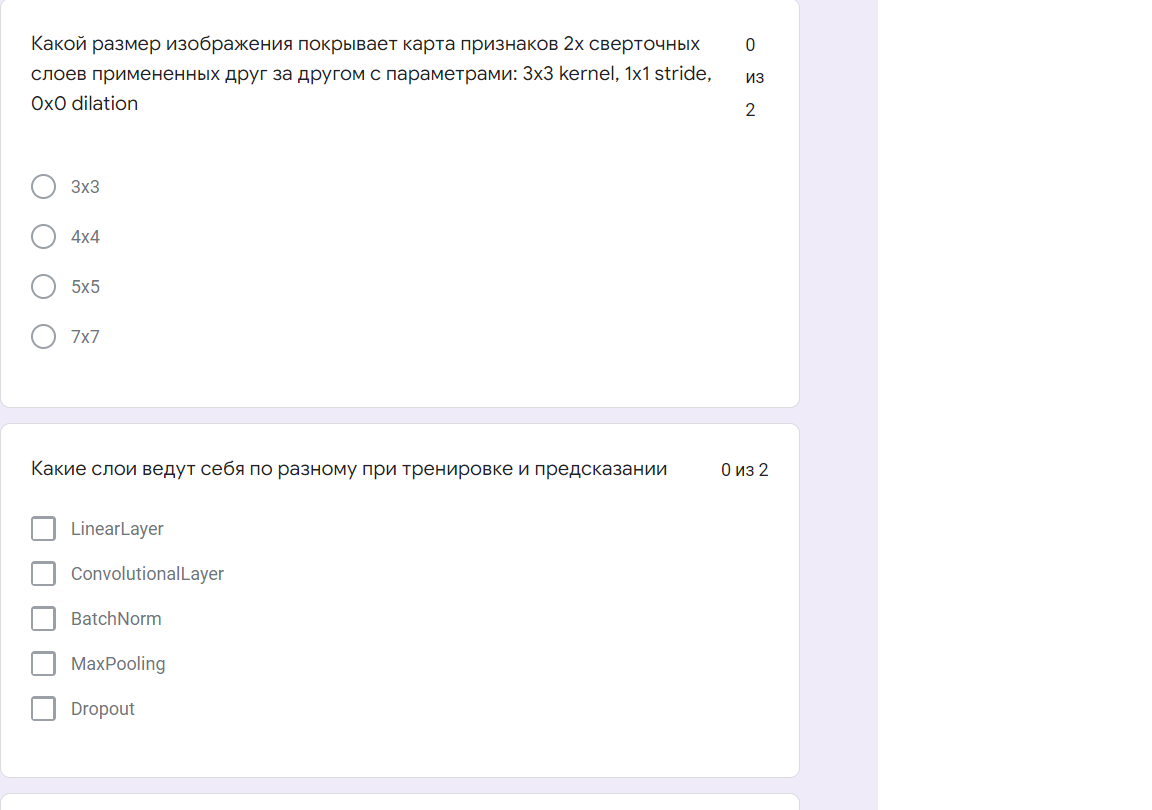 Какой размер изображения покрывает карта признаков 2х сверточных
слоев примененных друг за другом с параметрами: 3х3 kernel, 1x1 stride,
0x0 dilation
0
из
2
3x3
4x4
5x5
7x7
Какие слои ведут себя по разному при тренировке и предсказании
0 из 2
LinearLayer
ConvolutionalLayer
BatchNorm
MaxPooling
Dropout